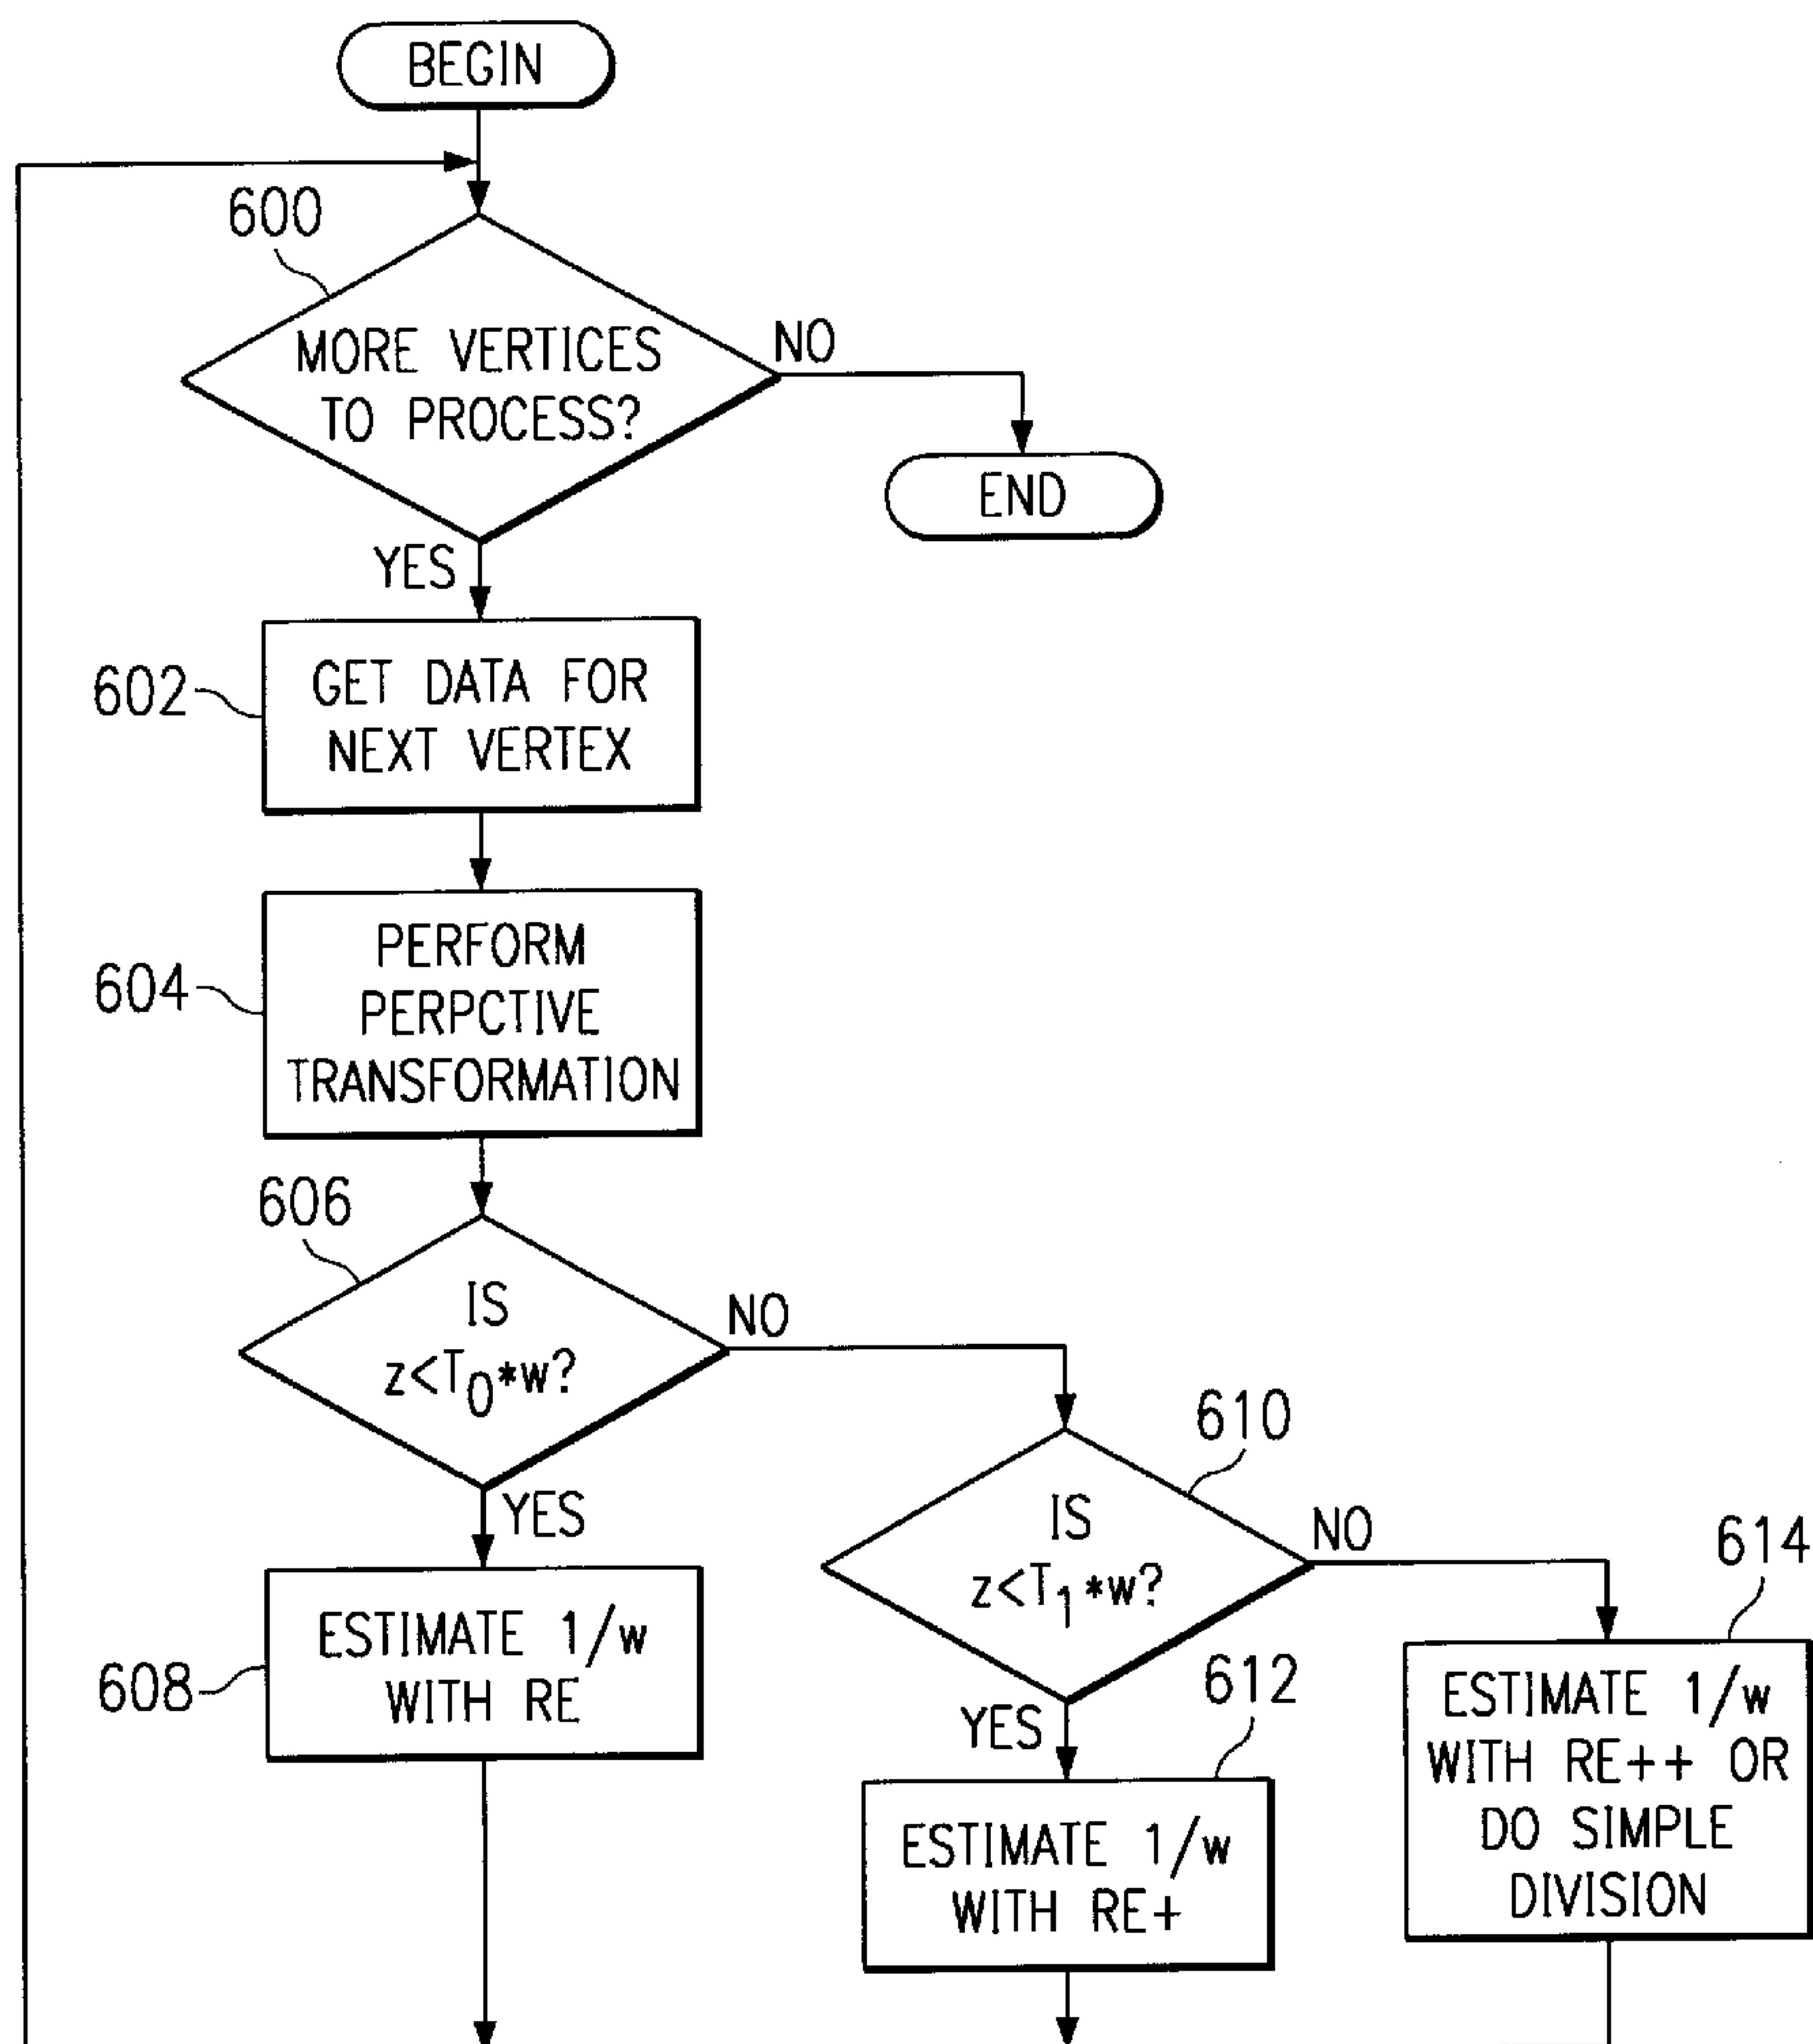 BEGIN
600
MORE VERTICES
TO PROCESS?
NO
END
YES
602
GET DATA FOR
NEXT VERTEX
604
PERFORM
PERPCTIVE
TRANSFORMATION
606
IS
z<T0*w?
NO
YES
608
ESTIMATE 1/w
WITH RE
610
IS
z<T1*w?
NO
YES
612
ESTIMATE 1/w
WITH RE+
614
ESTIMATE 1/w
WITH RE++ OR
DO SIMPLE
DIVISION